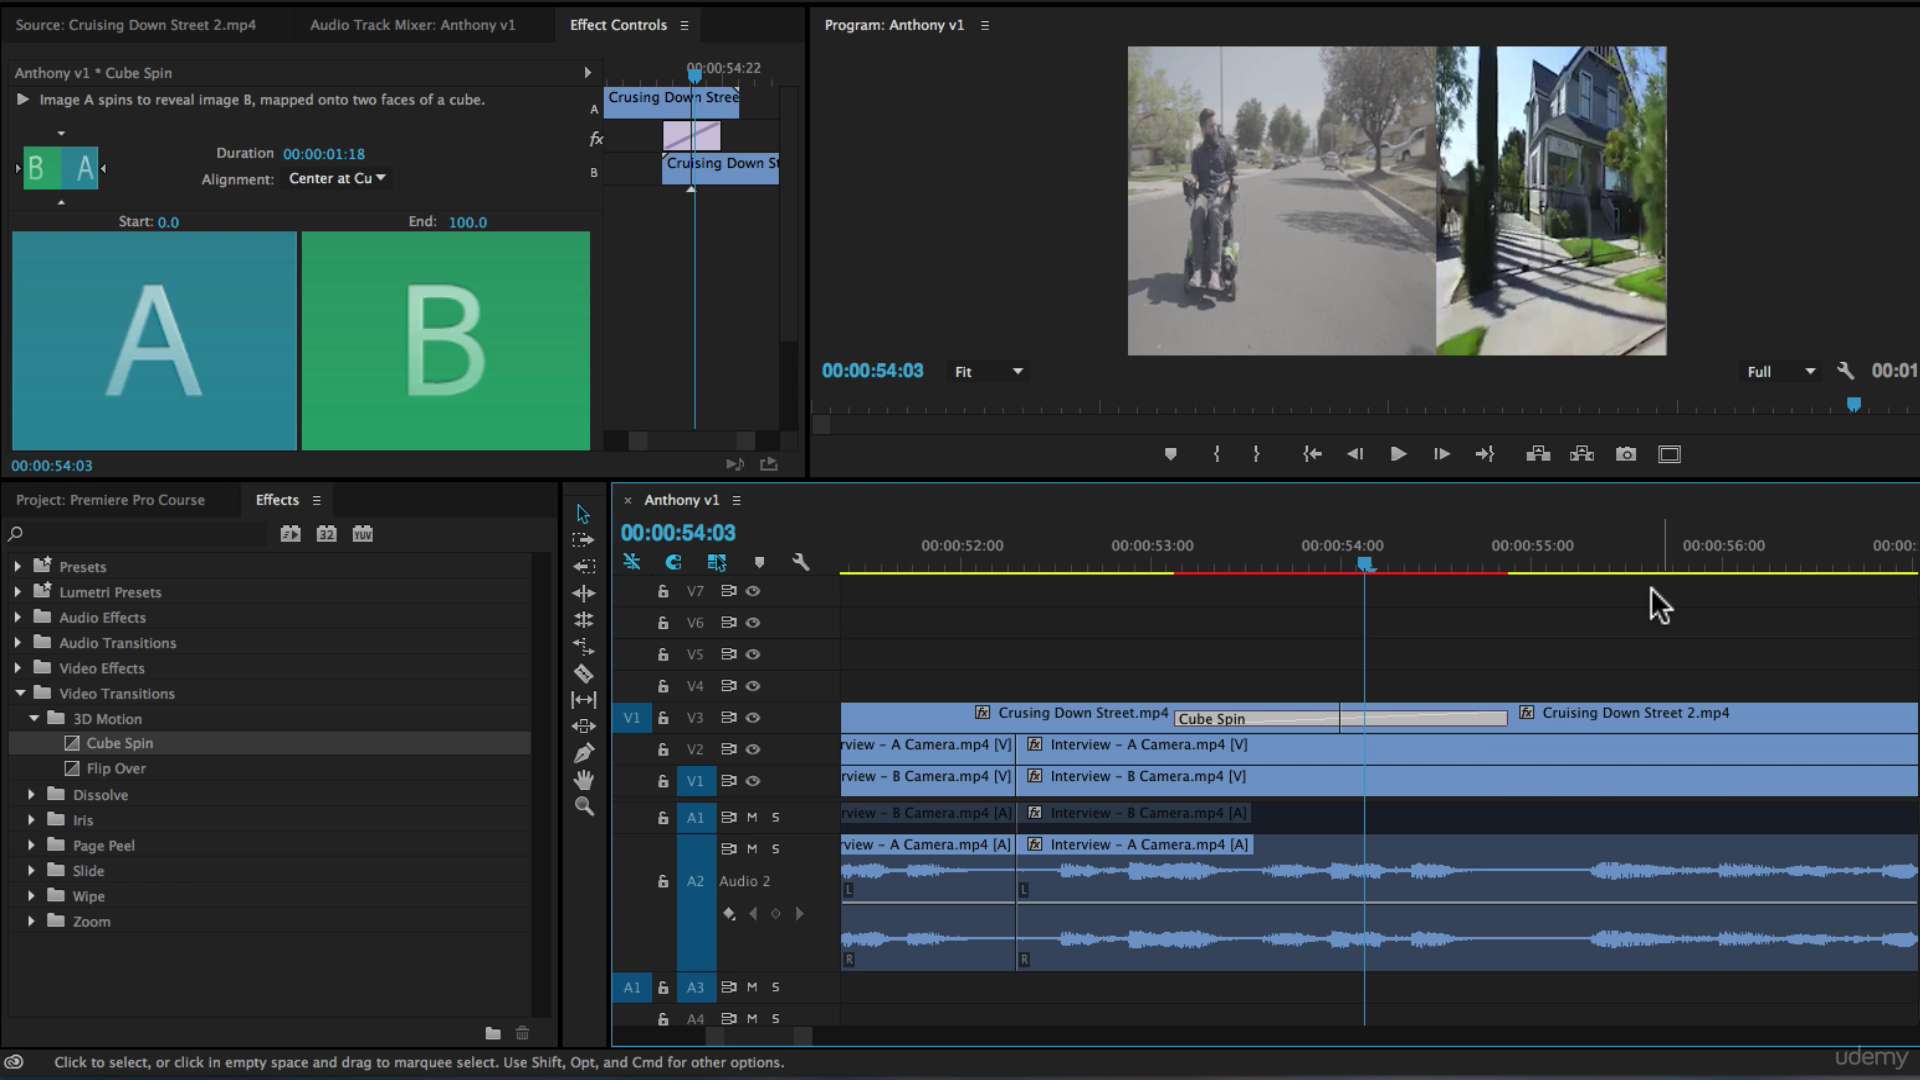 Source: Cruising Down Street 2.mp4
Audio Track Mixer: Anthony v1
Effect Controls
Program: Anthony v1
Anthony v1 * Cube Spin
00:00:54:22
Image A spins to reveal image B, mapped onto two faces of a cube.
A
Crusing Down Stree
fx
B
Cruising Down St
B A
Duration 00:00:01:18
Alignment: Center at Cu
Start: 0.0
End: 100.0
A
B
00:00:54:03
00:00:54:03
Fit
Full
00:01
Project: Premiere Pro Course
Effects
32
YUV
Presets
Lumetri Presets
Audio Effects
Audio Transitions
Video Effects
Video Transitions
3D Motion
Cube Spin
Flip Over
Dissolve
Iris
Page Peel
Slide
Wipe
Zoom
× Anthony v1
00:00:54:03
00:00:52:00
00:00:53:00
00:00:54:00
00:00:55:00
00:00:56:00
00:00:
V7
V6
V5
V4
V1 V3
fx Crusing Down Street.mp4
Cube Spin
fx Cruising Down Street 2.mp4
V2
rview - A Camera.mp4 [V]
fx Interview - A Camera.mp4 [V]
V1
rview - B Camera.mp4 [V]
fx Interview - B Camera.mp4 [V]
A1 M S
rview - B Camera.mp4 [A]
fx Interview - B Camera.mp4 [A]
M S
rview - A Camera.mp4 [A]
fx Interview - A Camera.mp4 [A]
A2 Audio 2
L
L
R
R
A1 A3 M S
A4 M S
Click to select, or click in empty space and drag to marquee select. Use Shift, Opt, and Cmd for other options.
udemy